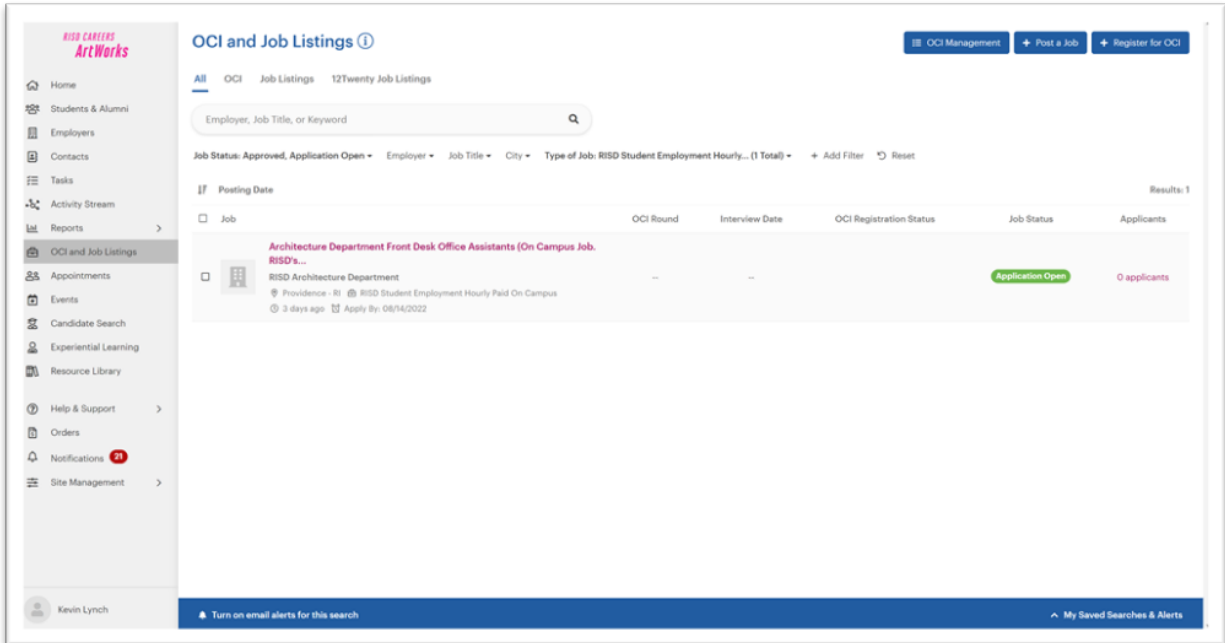 RISD CAREERS
ArtWorks
Home
Students & Alumni
Employers
Contacts
Tasks
Activity Stream
Reports
OCI and Job Listings
Appointments
Events
Candidate Search
Experiential Learning
Resource Library
Help & Support
Orders
Notifications 21
Site Management
Kevin Lynch
OCI and Job Listings
OCI Management + Post a Job + Register for OCI
All OCI Job Listings 12Twenty Job Listings
Employer, Job Title, or Keyword
Job Status: Approved, Application Open Employer Job Title City Type of Job: RISD Student Employment Hourly... (1 Total) + Add Filter Reset
Posting Date Results: 1
Job OCI Round Interview Date OCI Registration Status Job Status Applicants
Architecture Department Front Desk Office Assistants (On Campus Job.
RISD's...
RISD Architecture Department -- -- Application Open 0 applicants
Providence - RI RISD Student Employment Hourly Paid On Campus
3 days ago Apply By: 08/14/2022
Turn on email alerts for this search My Saved Searches & Alerts